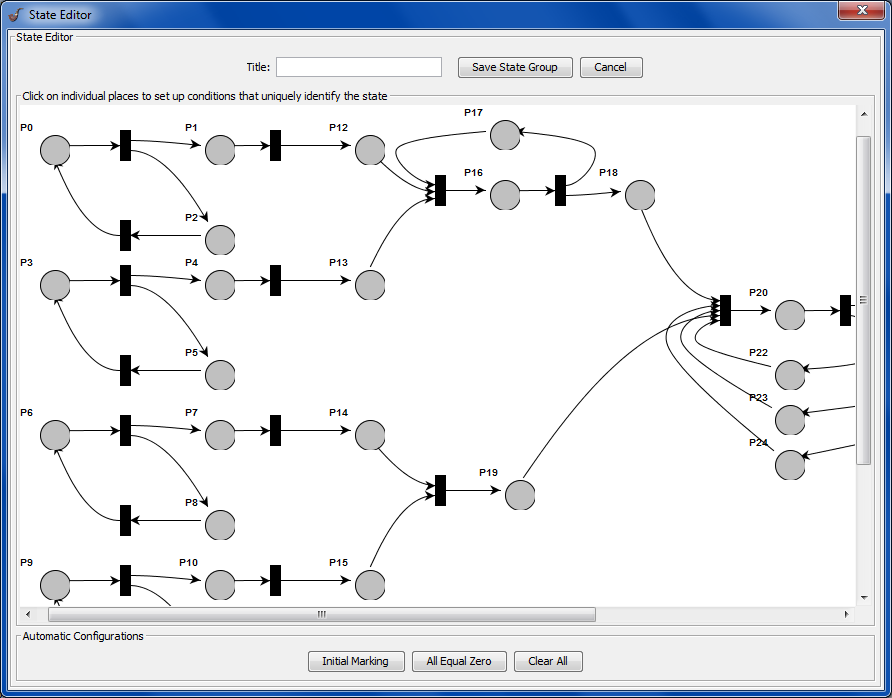 State Editor
State Editor
Title:
Save State Group
Cancel
Click on individual places to set up conditions that uniquely identify the state
P17
P0
P1
P12
P16
P18
P2
P3
P4
P13
P20
P5
P22
P23
P6
P7
P14
P24
P19
P8
P9
P10
P15
Automatic Configurations
Initial Marking
All Equal Zero
Clear All